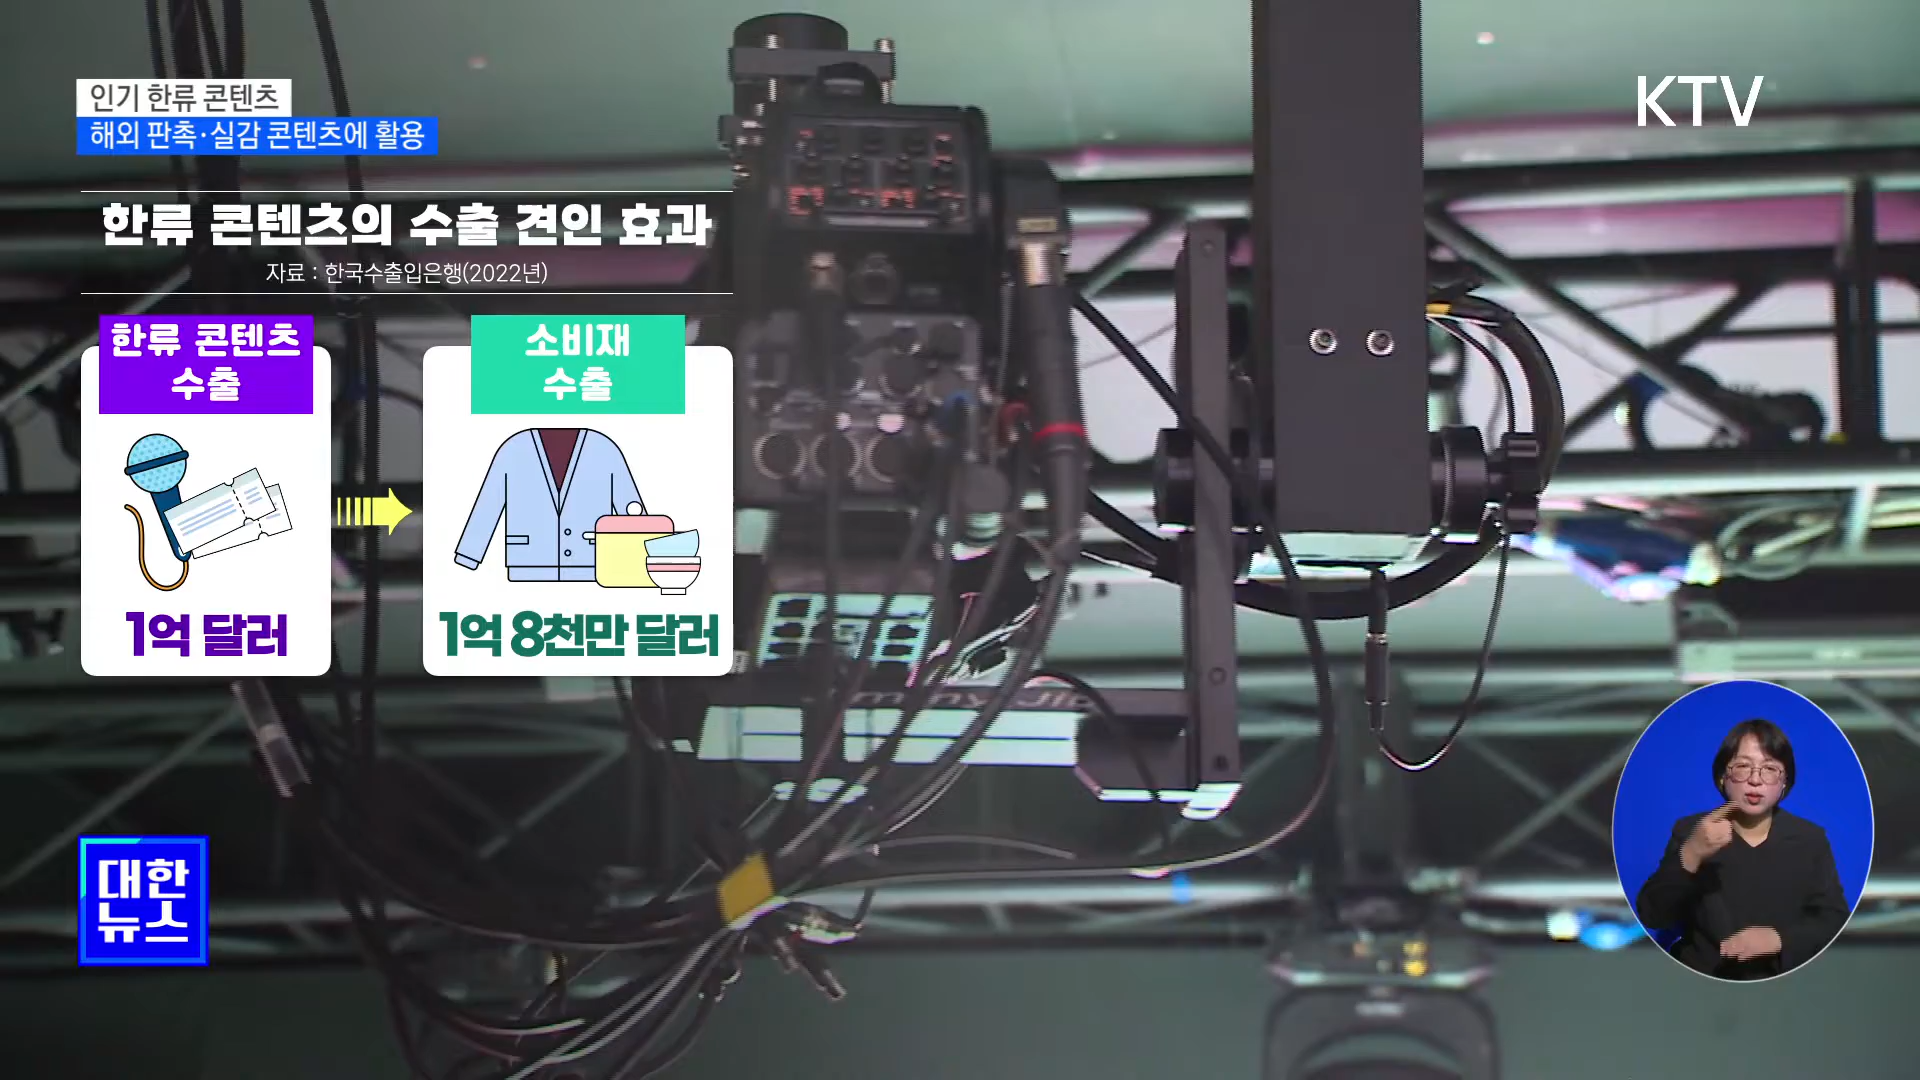 인기 한류 콘텐츠
해외 판촉·실감 콘텐츠에 활용
KTV
한류 콘텐츠의 수출 견인 효과
자료 : 한국수출입은행(2022년)
한류 콘텐츠
수출
1억 달러
소비재
수출
1억 8천만 달러
대한
뉴스